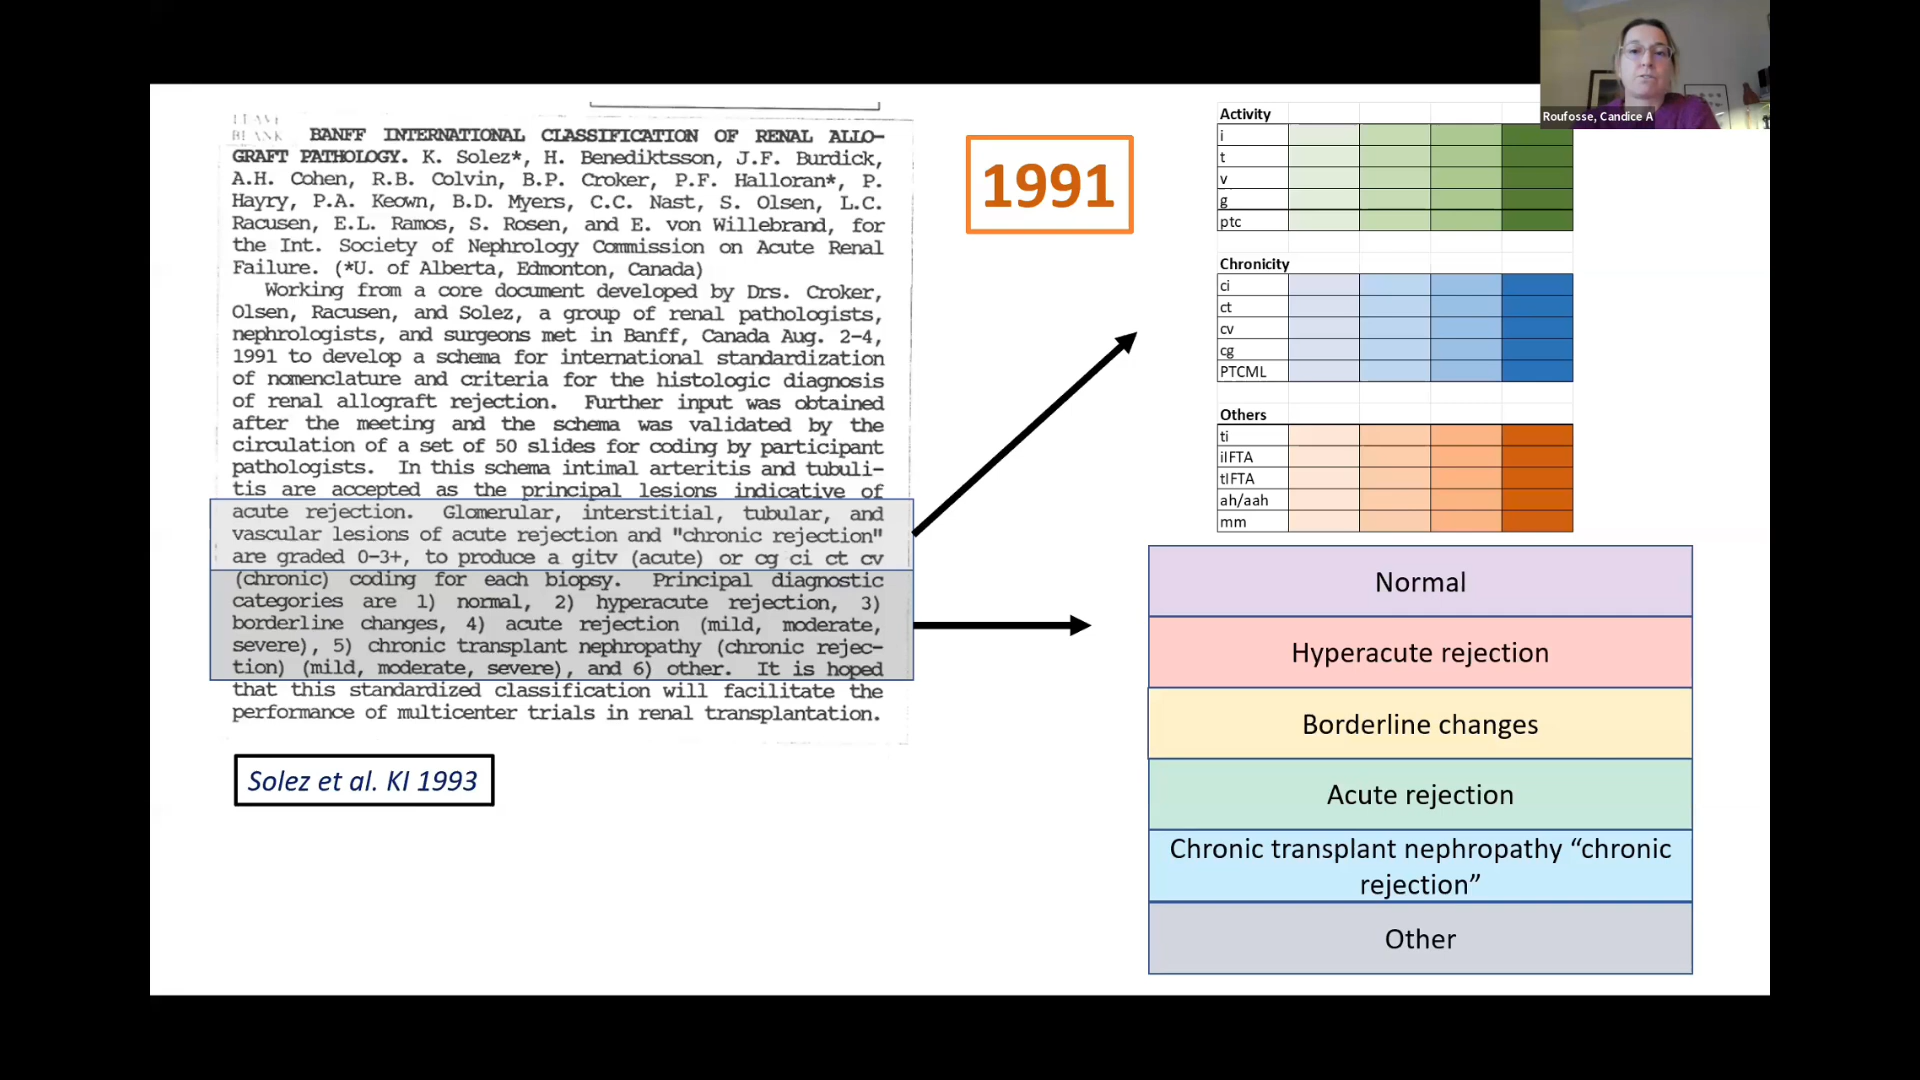 LEAVE
BLANK BANFF INTERNATIONAL CLASSIFICATION OF RENAL ALLO-
GRAFT PATHOLOGY. K. Solez*, H. Benediktsson, J.F. Burdick,
A.H. Cohen, R.B. Colvin, B.P. Croker, P.F. Halloran*, P.
Hayry, P.A. Keown, B.D. Myers, C.C. Nast, S. Olsen, L.C.
Racusen, E.L. Ramos, S. Rosen, and E. von Willebrand, for
the Int. Society of Nephrology Commission on Acute Renal
Failure. (*U. of Alberta, Edmonton, Canada)
Working from a core document developed by Drs. Croker,
Olsen, Racusen, and Solez, a group of renal pathologists,
nephrologists, and surgeons met in Banff, Canada Aug. 2-4,
1991 to develop a schema for international standardization
of nomenclature and criteria for the histologic diagnosis
of renal allograft rejection. Further input was obtained
after the meeting and the schema was validated by the
circulation of a set of 50 slides for coding by participant
pathologists. In this schema intimal arteritis and tubuli-
tis are accepted as the principal lesions indicative of
acute rejection. Glomerular, interstitial, tubular, and
vascular lesions of acute rejection and "chronic rejection"
are graded 0-3+, to produce a gitv (acute) or cg ci ct cv
(chronic) coding for each biopsy. Principal diagnostic
categories are 1) normal, 2) hyperacute rejection, 3)
borderline changes, 4) acute rejection (mild, moderate,
severe), 5) chronic transplant nephropathy (chronic rejec-
tion) (mild, moderate, severe), and 6) other. It is hoped
that this standardized classification will facilitate the
performance of multicenter trials in renal transplantation.
Solez et al. KI 1993
1991
Activity
i
t
v
g
ptc
Chronicity
ci
ct
cv
cg
PTCML
Others
ti
iIFTA
tIFTA
ah/aah
mm
Normal
Hyperacute rejection
Borderline changes
Acute rejection
Chronic transplant nephropathy “chronic
rejection”
Other
Roufosse, Candice A